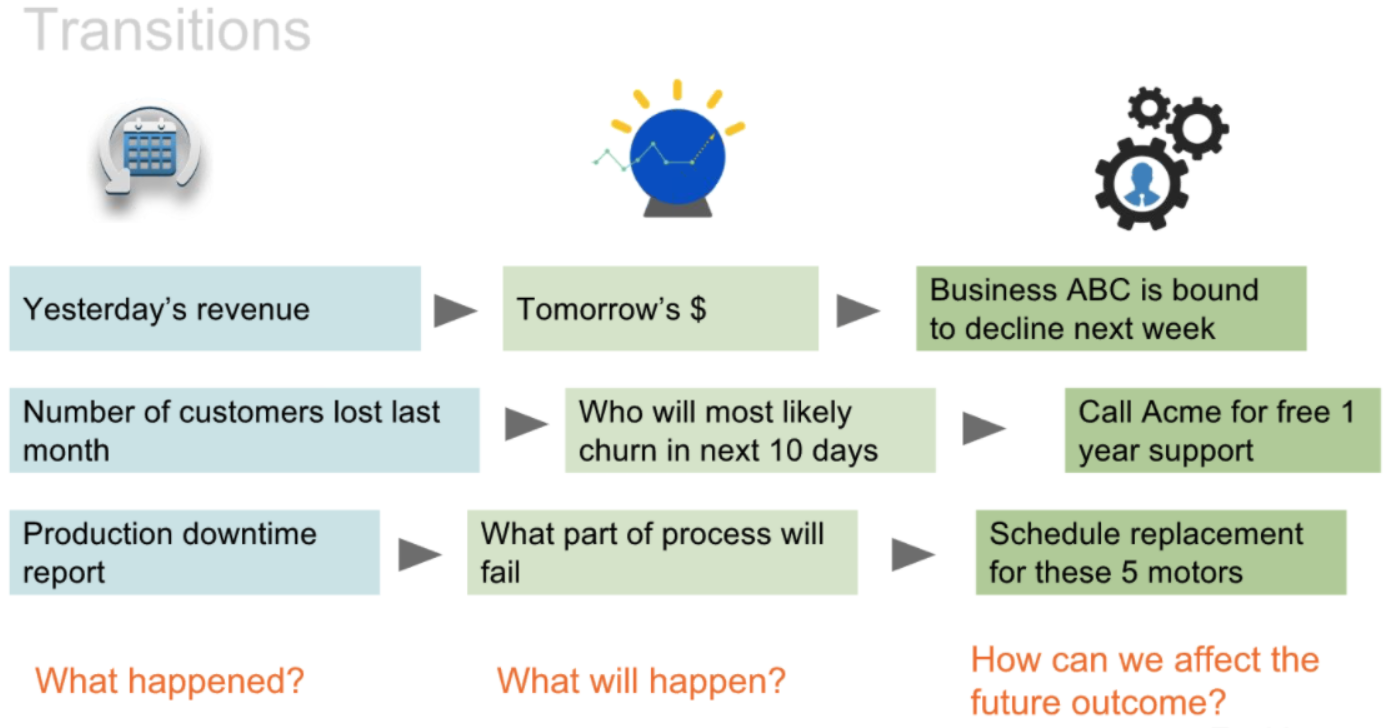 Transitions
Yesterday's revenue
Tomorrow's $
Business ABC is bound
to decline next week
Number of customers lost last
month
Who will most likely
churn in next 10 days
Call Acme for free 1
year support
Production downtime
report
What part of process will
fail
Schedule replacement
for these 5 motors
What happened?
What will happen?
How can we affect the
future outcome?